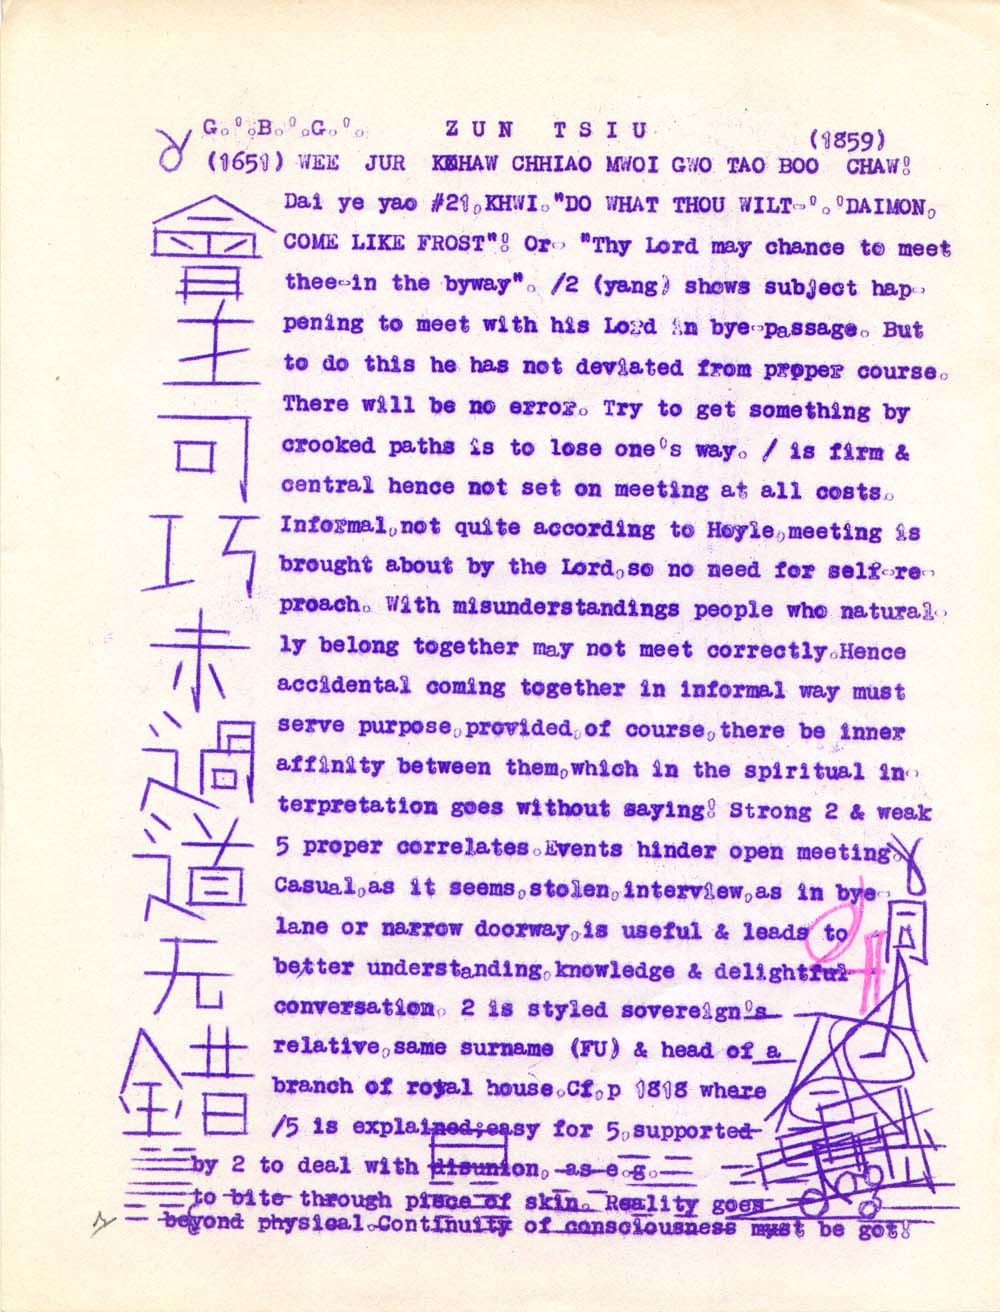 G.°.B.°.G.°. ZUN TSIU (1859)
(1651) WEE JUR KEHAW CHHIAO MWOI GWO TAO BOO CHAW!
Dai ye yao #21,KHWI."DO WHAT THOU WILT-°.°DAIMON,
COME LIKE FROST"! Or- "Thy Lord may chance to meet
thee-in the byway". /2 (yang) shows subject hap-
pening to meet with his Lord in bye-passage. But
to do this he has not deviated from proper course.
There will be no error. Try to get something by
crooked paths is to lose one's way. / is firm &
central hence not set on meeting at all costs.
Informal,not quite according to Hoyle,meeting is
brought about by the Lord,so no need for self-re-
proach. With misunderstandings people who natural-
ly belong together may not meet correctly.Hence
accidental coming together in informal way must
serve purpose,provided,of course,there be inner
affinity between them,which in the spiritual in-
terpretation goes without saying! Strong 2 & weak
5 proper correlates.Events hinder open meeting
Casual,as it seems,stolen,interview,as in bye-
lane or narrow doorway,is useful & leads to
better understanding,knowledge & delightful
conversation. 2 is styled sovereign's
relative,same surname (FU) & head of a
branch of royal house.Cf,p 1818 where
/5 is explained;easy for 5,supported
by 2 to deal with disunion, as e.g.
to bite through piece of skin. Reality goes
beyond physical.Continuity of consciousness must be got!
會
王
可
巧
未
過
道
无
錯